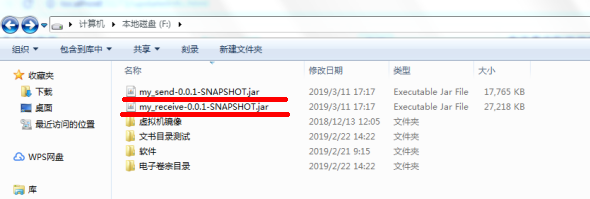 计算机 ▸ 本地磁盘 (F:) ▸
组织 包含到库中 共享 刻录 新建文件夹
收藏夹
下载
桌面
最近访问的位置
WPS网盘
库
名称 修改日期 类型 大小
my_send-0.0.1-SNAPSHOT.jar 2019/3/11 17:17 Executable Jar File 17,765 KB
my_receive-0.0.1-SNAPSHOT.jar 2019/3/11 17:17 Executable Jar File 27,218 KB
虚拟机镜像 2018/12/13 12:05 文件夹
文书目录测试 2019/2/22 14:22 文件夹
软件 2019/2/21 9:15 文件夹
电子卷宗目录 2019/2/22 14:22 文件夹